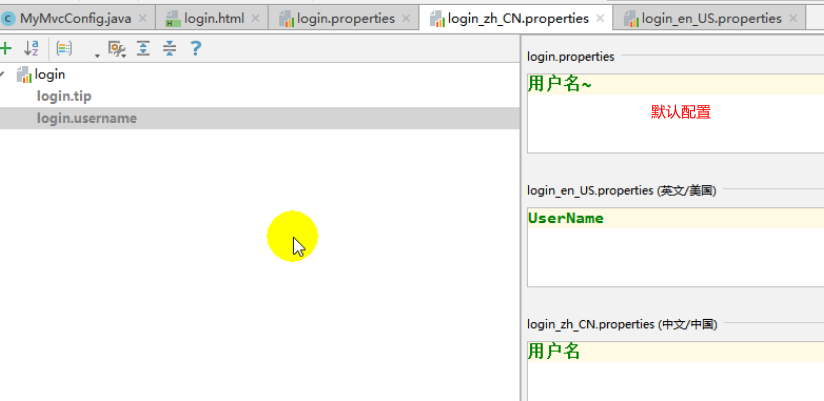 MyMvcConfig.java
login.html
login.properties
login_zh_CN.properties
login_en_US.properties
login
login.tip
login.username
login.properties
用户名~
默认配置
login_en_US.properties (英文/美国)
UserName
login_zh_CN.properties (中文/中国)
用户名